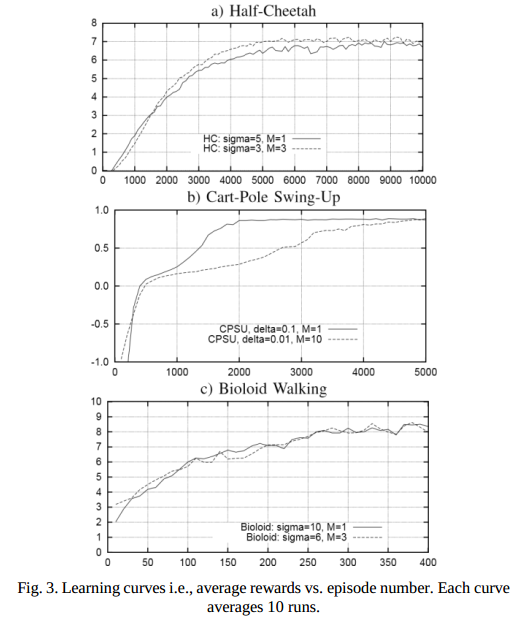 a) Half-Cheetah
8
7
6
5
4
3
2
1
0
HC: sigma=5, M=1
HC: sigma=3, M=3
0 1000 2000 3000 4000 5000 6000 7000 8000 9000 10000
b) Cart-Pole Swing-Up
1.0
0.5
0.0
-0.5
-1.0
CPSU, delta=0.1, M=1
CPSU, delta=0.01, M=10
0 1000 2000 3000 4000 5000
c) Bioloid Walking
10
9
8
7
6
5
4
3
2
1
0
Bioloid: sigma=10, M=1
Bioloid: sigma=6, M=3
0 50 100 150 200 250 300 350 400
Fig. 3. Learning curves i.e., average rewards vs. episode number. Each curve
averages 10 runs.